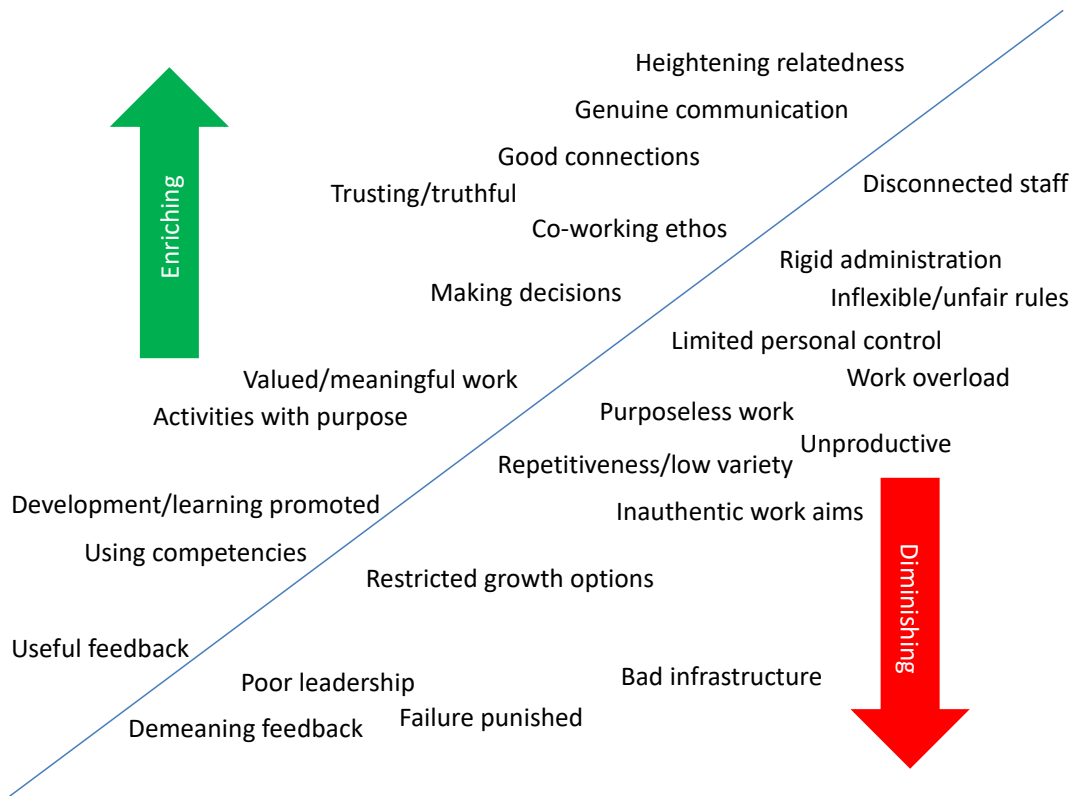 Heightening relatedness
Genuine communication
Good connections
Disconnected staff
Trusting/truthful
Enriching
Co-working ethos
Rigid administration
Making decisions
Inflexible/unfair rules
Limited personal control
Valued/meaningful work
Work overload
Activities with purpose
Purposeless work
Unproductive
Repetitiveness/low variety
Development/learning promoted
Inauthentic work aims
Using competencies
Restricted growth options
Diminishing
Useful feedback
Bad infrastructure
Poor leadership
Failure punished
Demeaning feedback